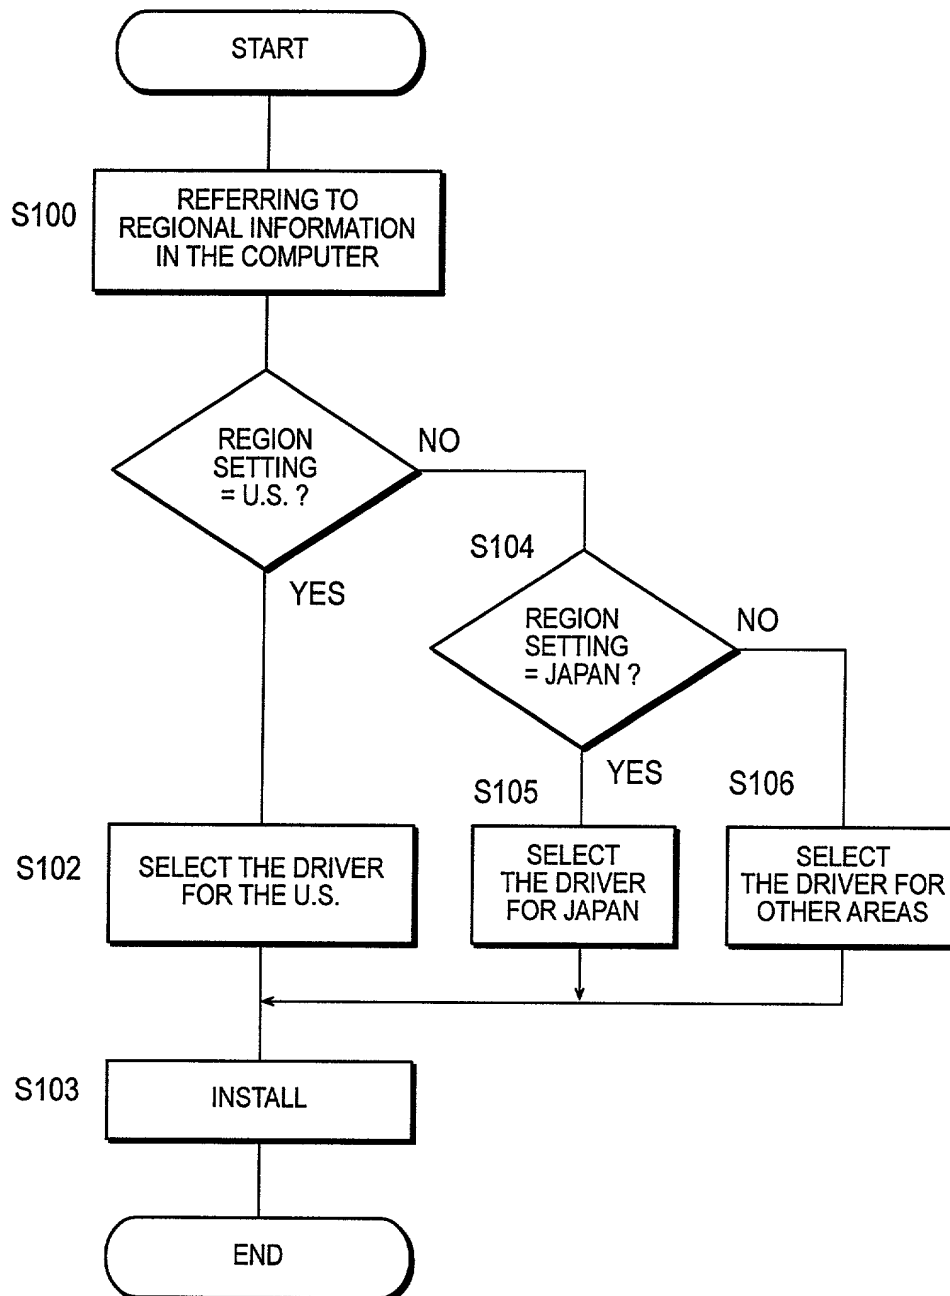 START
S100
REFERRING TO
REGIONAL INFORMATION
IN THE COMPUTER
REGION
SETTING
= U.S. ?
NO
YES
S104
REGION
SETTING
= JAPAN ?
NO
YES
S102
SELECT THE DRIVER
FOR THE U.S.
S105
SELECT
THE DRIVER
FOR JAPAN
S106
SELECT
THE DRIVER FOR
OTHER AREAS
S103
INSTALL
END